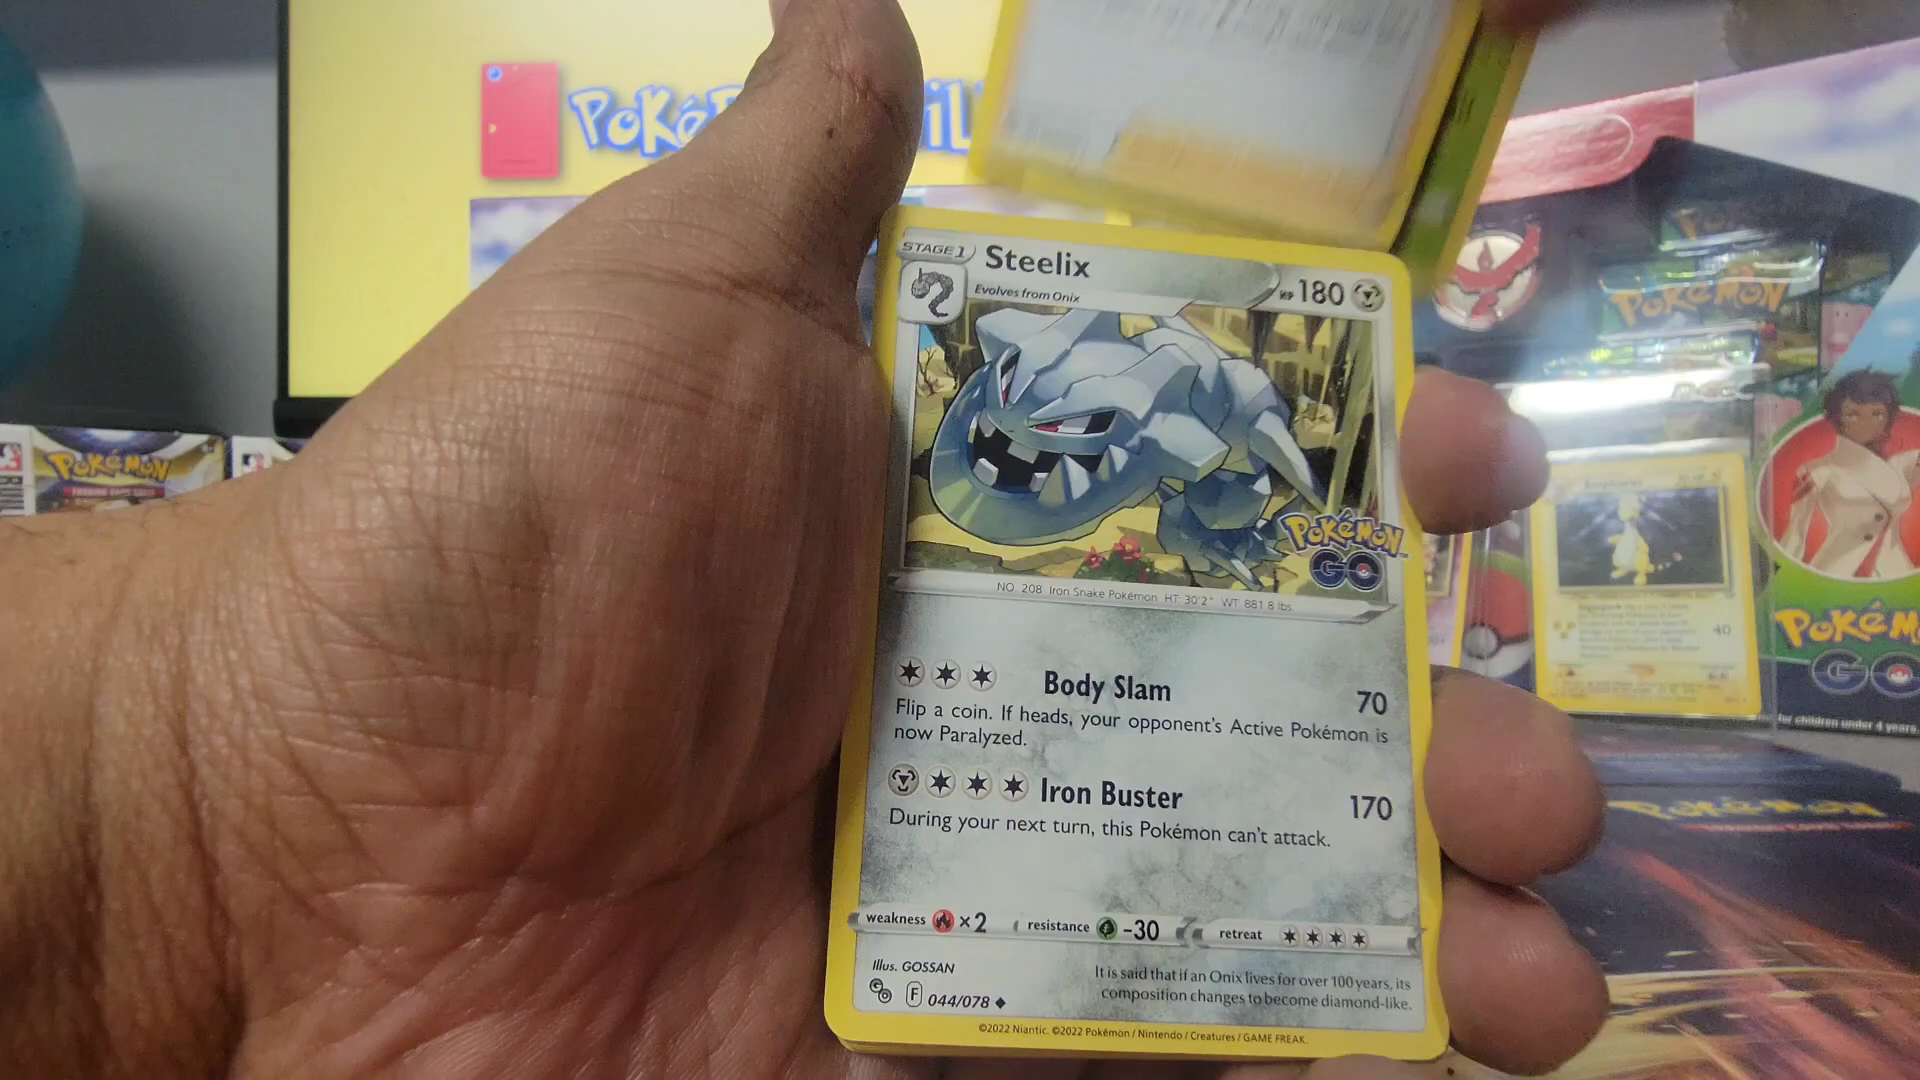 STAGE 1
Steelix
HP 180
Evolves from Onix
POKéMON
GO
NO. 208 Iron Snake Pokémon HT: 30'2" WT: 881.8 lbs.
Body Slam 70
Flip a coin. If heads, your opponent's Active Pokémon is
now Paralyzed.
Iron Buster 170
During your next turn, this Pokémon can't attack.
weakness ×2
resistance -30
retreat
Illus. GOSSAN
It is said that if an Onix lives for over 100 years, its
composition changes to become diamond-like.
GO F 044/078
©2022 Niantic. ©2022 Pokémon / Nintendo / Creatures / GAME FREAK.
POKéMON
POKéMON
40
GO
for children under 4 years.
POKéMON